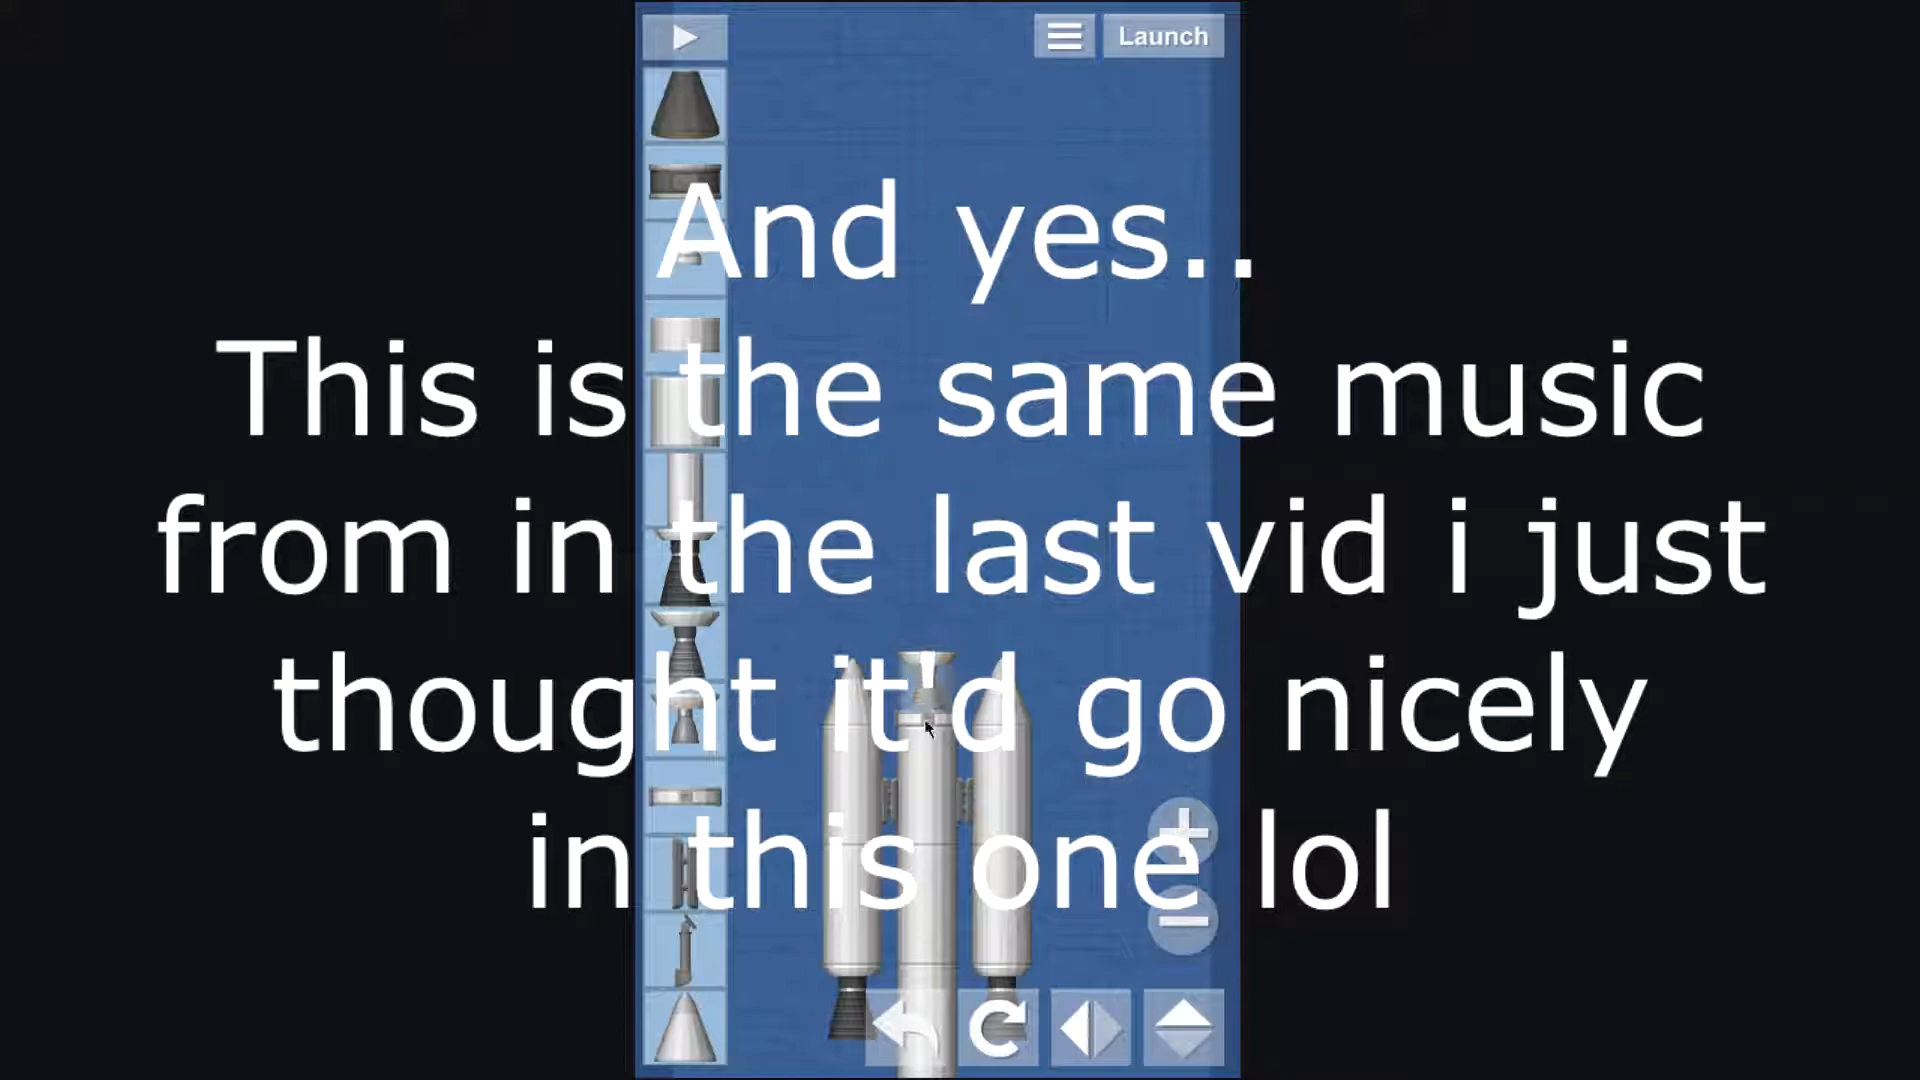 Launch
And yes..
This is the same music
from in the last vid i just
thought it'd go nicely
in this one lol